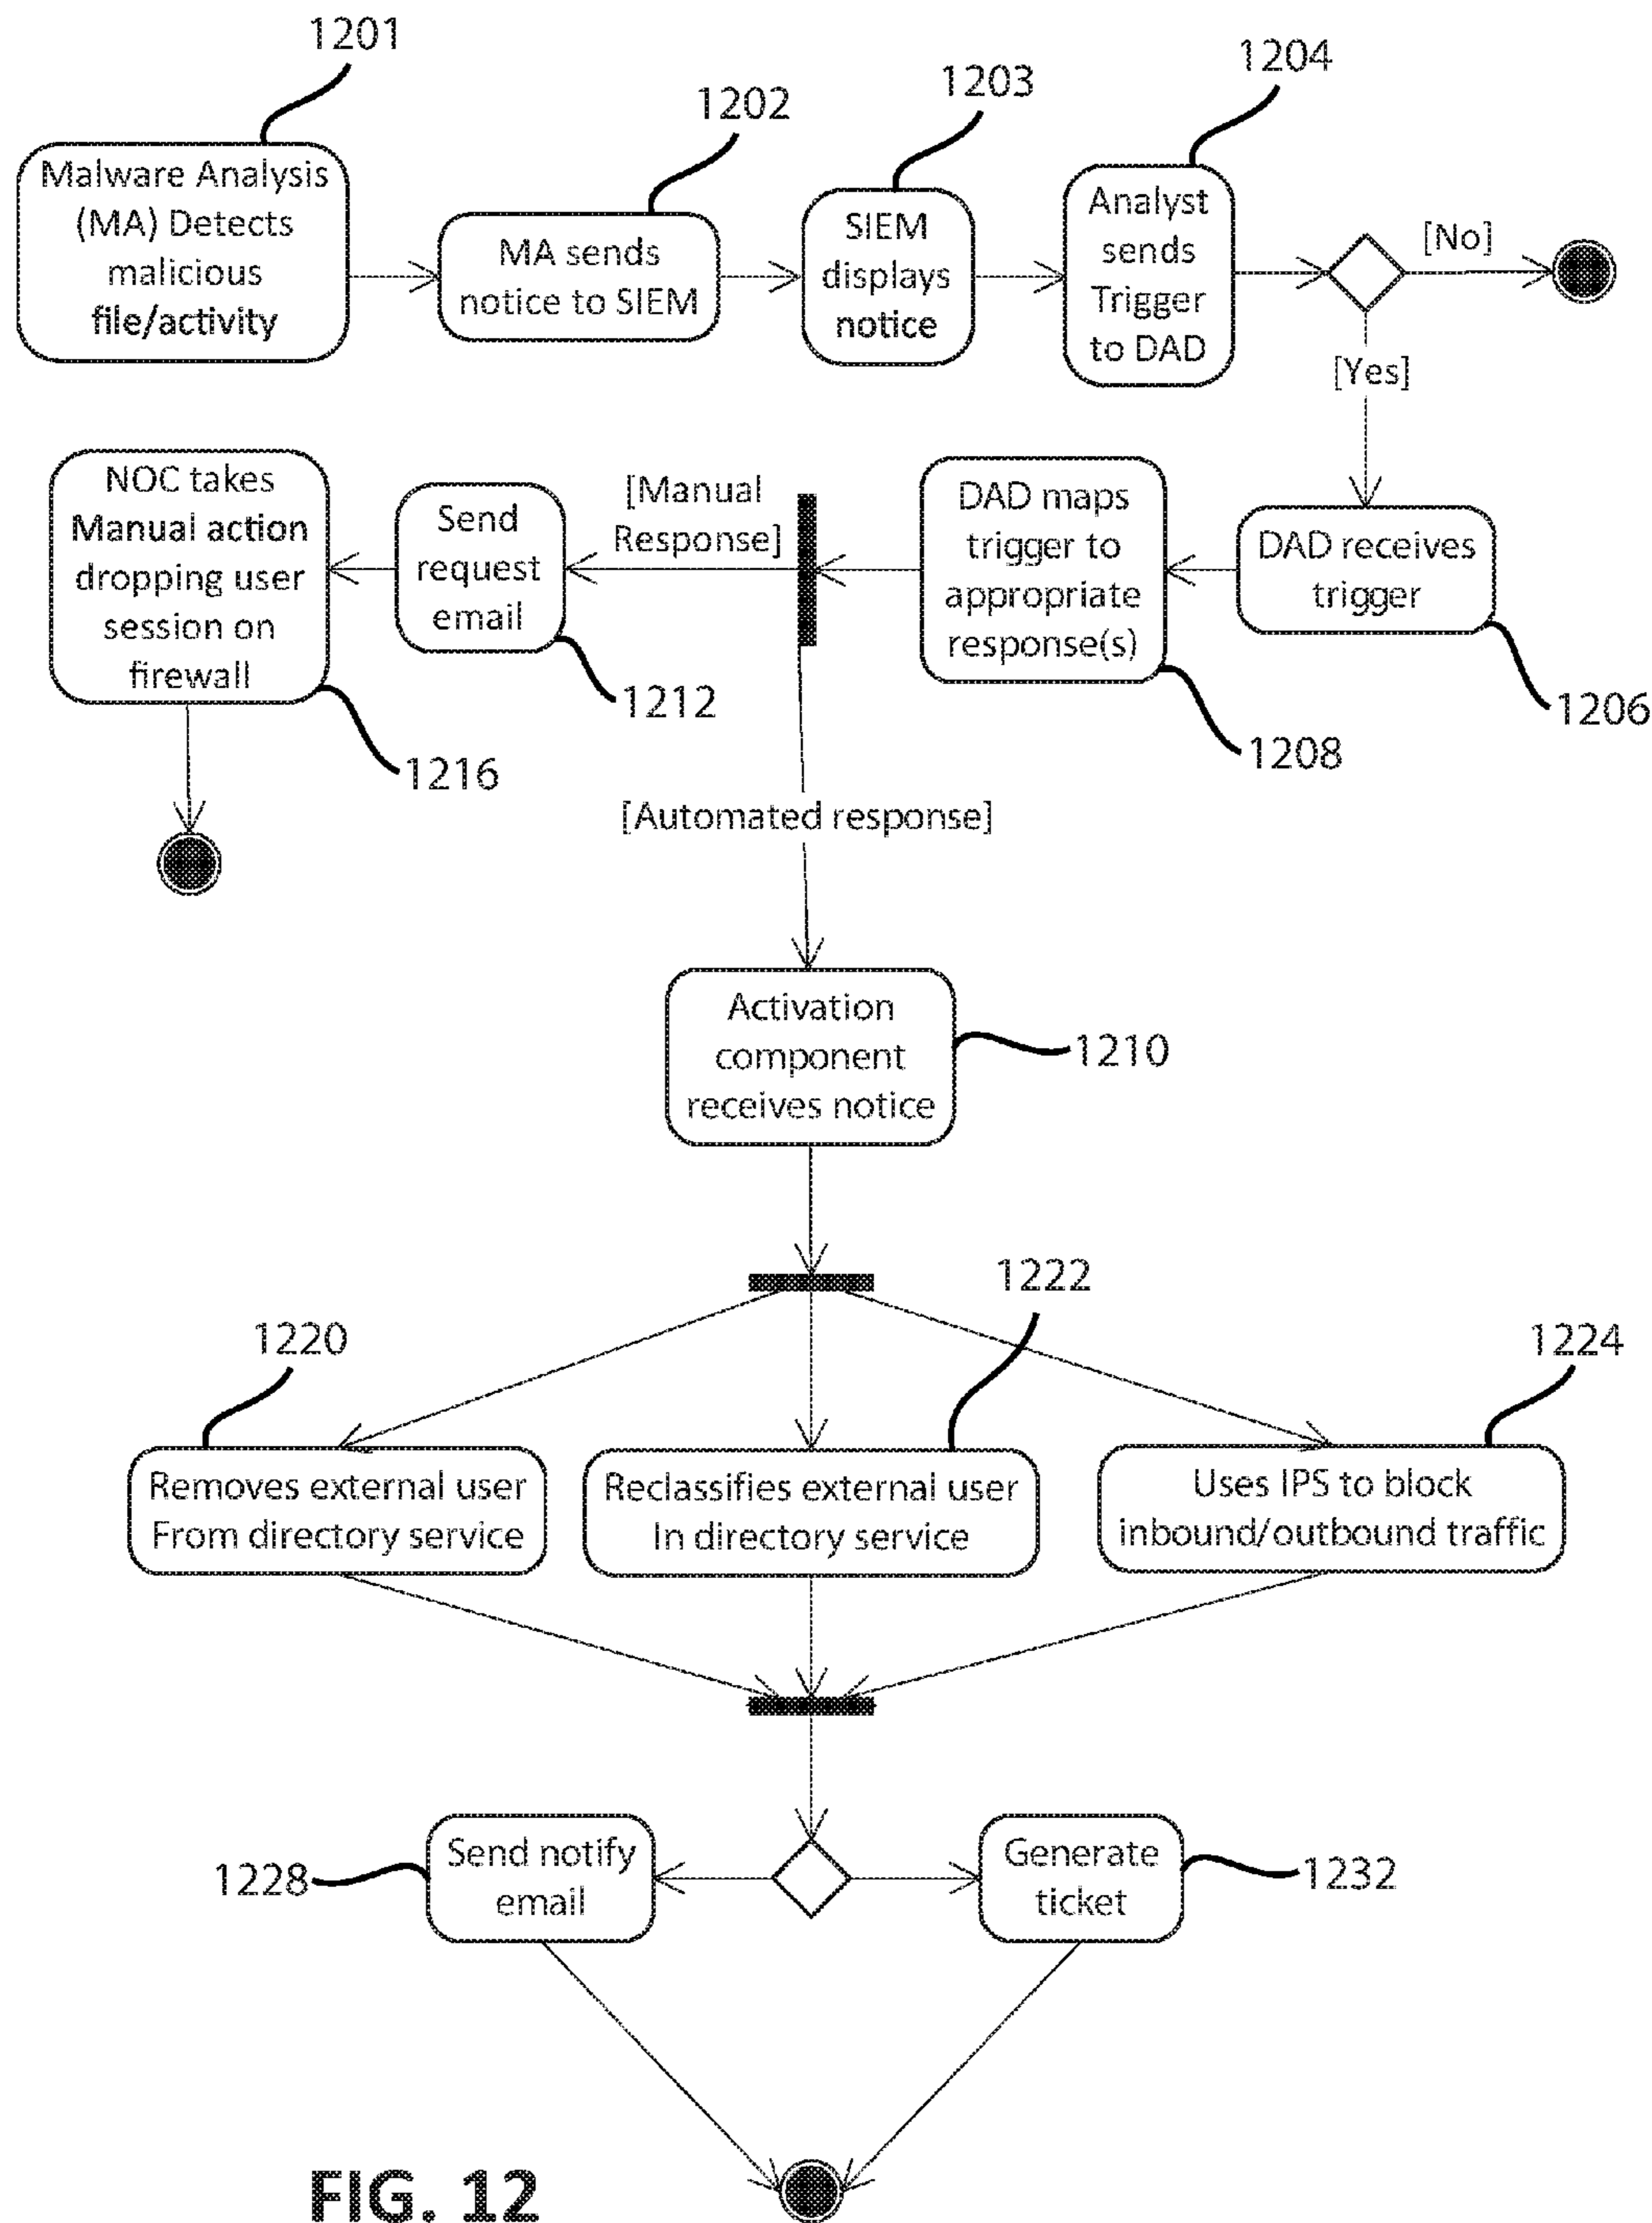 1201
1202
1203
1204
Malware Analysis
(MA) Detects
malicious
file/activity
MA sends
notice to SIEM
SIEM
displays
notice
Analyst
sends
Trigger
to DAD
[No]
[Yes]
DAD receives
trigger
1206
DAD maps
trigger to
appropriate
response(s)
1208
[Manual
Response]
Send
request
email
1212
NOC takes
Manual action
dropping user
session on
firewall
1216
[Automated response]
Activation
component
receives notice
1210
1220
1222
1224
Removes external user
From directory service
Reclassifies external user
In directory service
Uses IPS to block
inbound/outbound traffic
1228
Send notify
email
Generate
ticket
1232
FIG. 12